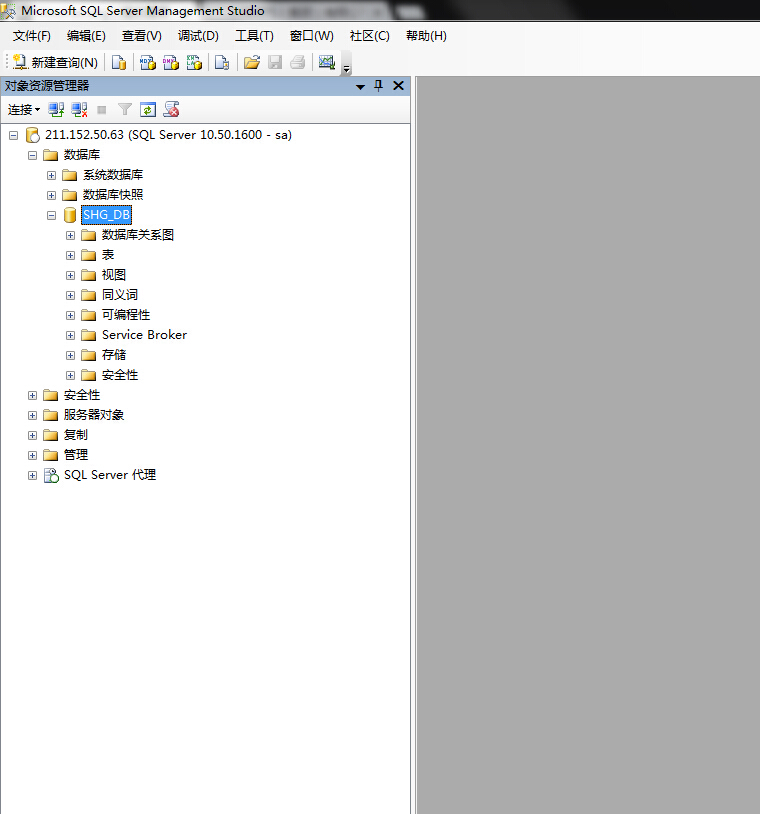 Microsoft SQL Server Management Studio
文件(F) 编辑(E) 查看(V) 调试(D) 工具(T) 窗口(W) 社区(C) 帮助(H)
新建查询(N)
对象资源管理器
连接
211.152.50.63 (SQL Server 10.50.1600 - sa)
数据库
系统数据库
数据库快照
SHG_DB
数据库关系图
表
视图
同义词
可编程性
Service Broker
存储
安全性
安全性
服务器对象
复制
管理
SQL Server 代理